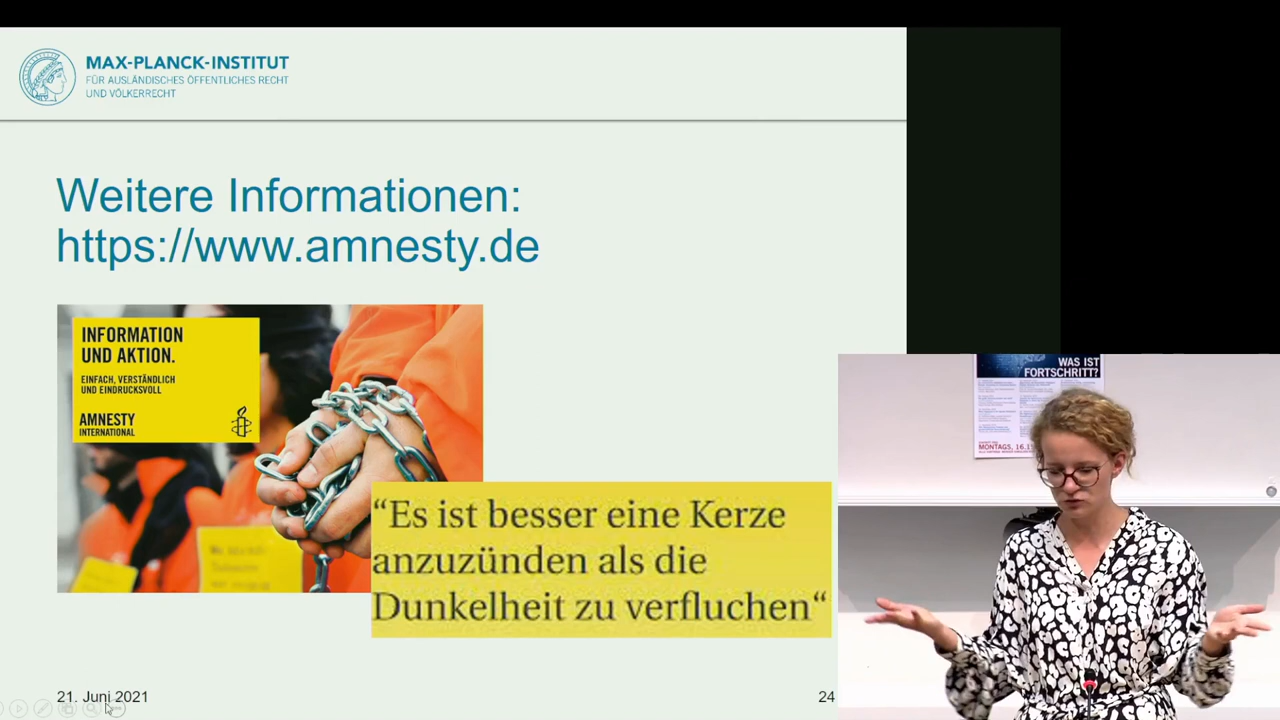 MAX-PLANCK-INSTITUT
FÜR AUSLÄNDISCHES ÖFFENTLICHES RECHT
UND VÖLKERRECHT
Weitere Informationen:
https://www.amnesty.de
INFORMATION
UND AKTION.
EINFACH, VERSTÄNDLICH
UND EINDRUCKSVOLL
AMNESTY
INTERNATIONAL
“Es ist besser eine Kerze
anzuzünden als die
Dunkelheit zu verfluchen“
21. Juni 2021
24
WAS IST
FORTSCHRITT?
MONTAGS, 16.1